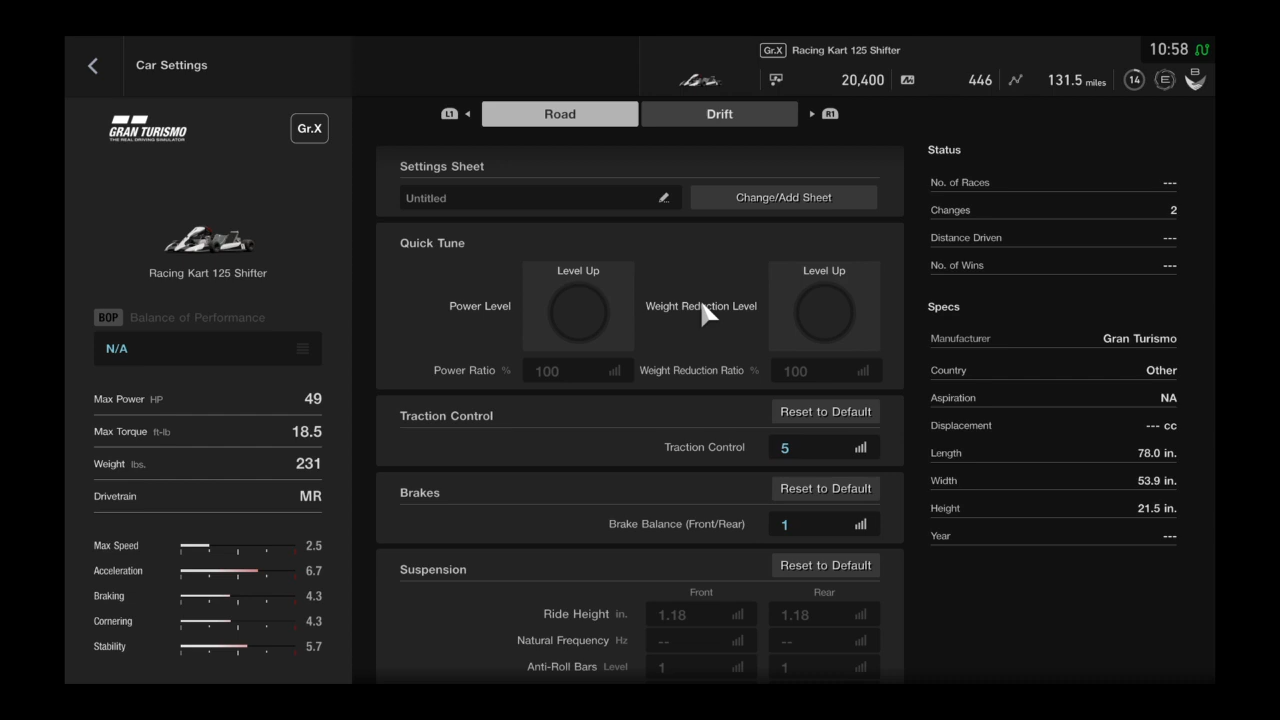 Car Settings
Gr.X Racing Kart 125 Shifter
10:58
20,400 446 131.5 miles 14 E B
L1 Road Drift R1
GRAN TURISMO
THE REAL DRIVING SIMULATOR
Gr.X
Racing Kart 125 Shifter
BOP Balance of Performance
N/A
Max Power HP 49
Max Torque ft-lb 18.5
Weight lbs. 231
Drivetrain MR
Max Speed 2.5
Acceleration 6.7
Braking 4.3
Cornering 4.3
Stability 5.7
Settings Sheet
Untitled Change/Add Sheet
Quick Tune
Level Up Level Up
Power Level Weight Reduction Level
Power Ratio % 100 Weight Reduction Ratio % 100
Traction Control Reset to Default
Traction Control 5
Brakes Reset to Default
Brake Balance (Front/Rear) 1
Suspension Reset to Default
Front Rear
Ride Height in. 1.18 1.18
Natural Frequency Hz -- --
Anti-Roll Bars Level 1 1
Status
No. of Races ---
Changes 2
Distance Driven ---
No. of Wins ---
Specs
Manufacturer Gran Turismo
Country Other
Aspiration NA
Displacement --- cc
Length 78.0 in.
Width 53.9 in.
Height 21.5 in.
Year ---